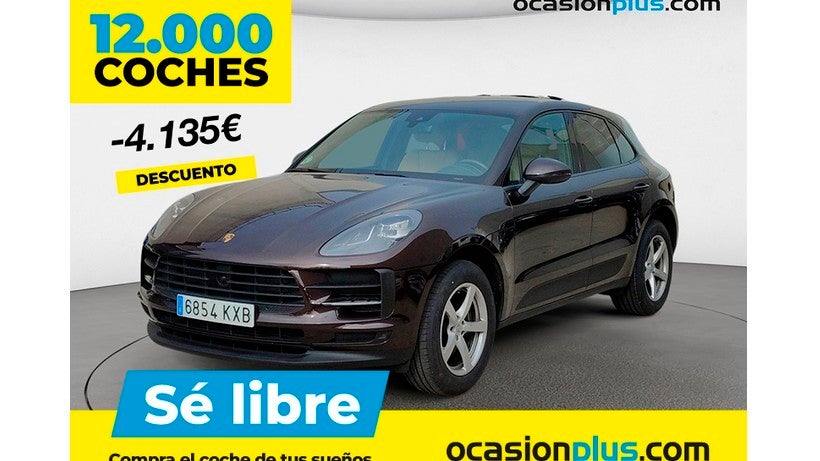 ocasionplus.com
12.000
COCHES
-4.135€
DESCUENTO
6854 KXB
Sé libre
Compra el coche de tus sueños
ocasionplus.com